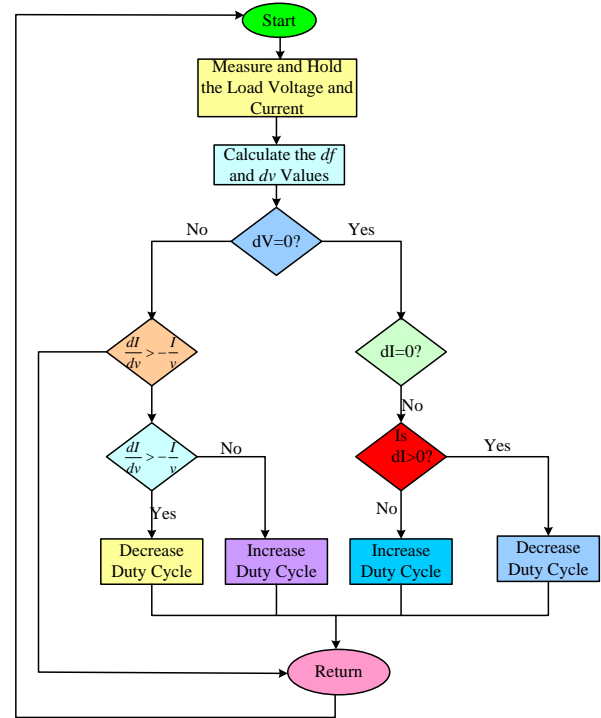 Start
Measure and Hold
the Load Voltage and
Current
Calculate the df
and dv Values
dV=0?
No
Yes
dI/dv > - I/v
dI=0?
No
dI/dv > - I/v
No
Is
dI>0?
Yes
Yes
No
Decrease
Duty Cycle
Increase
Duty Cycle
Increase
Duty Cycle
Decrease
Duty Cycle
Return